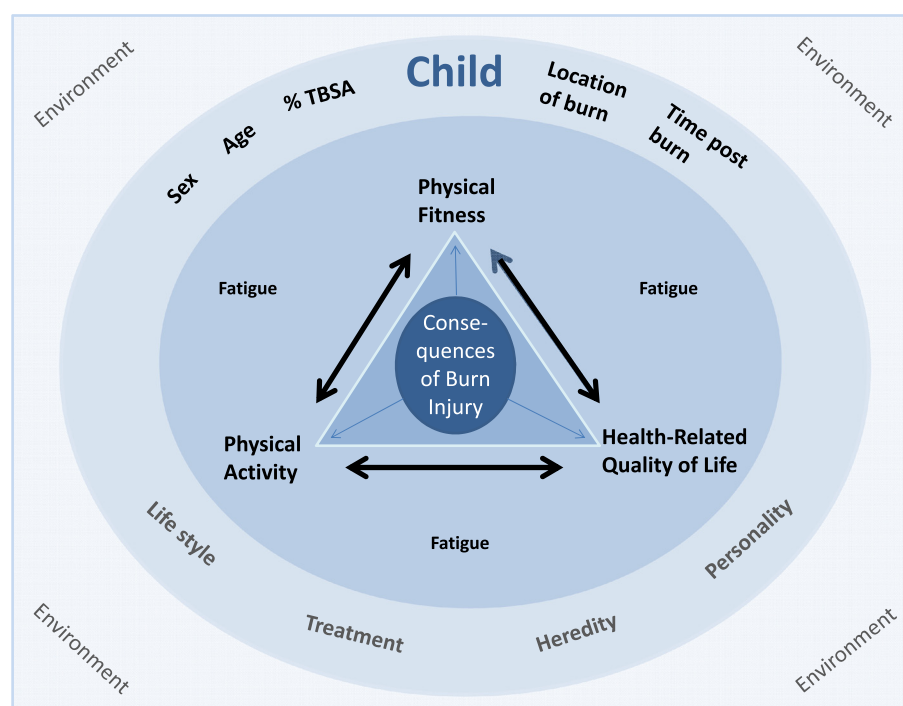 Environment
Environment
Child
% TBSA
Age
Sex
Location
of burn
Time post
burn
Physical
Fitness
Fatigue
Fatigue
Conse-
quences
of Burn
Injury
Physical
Activity
Health-Related
Quality of Life
Fatigue
Life style
Personality
Treatment
Heredity
Environment
Environment